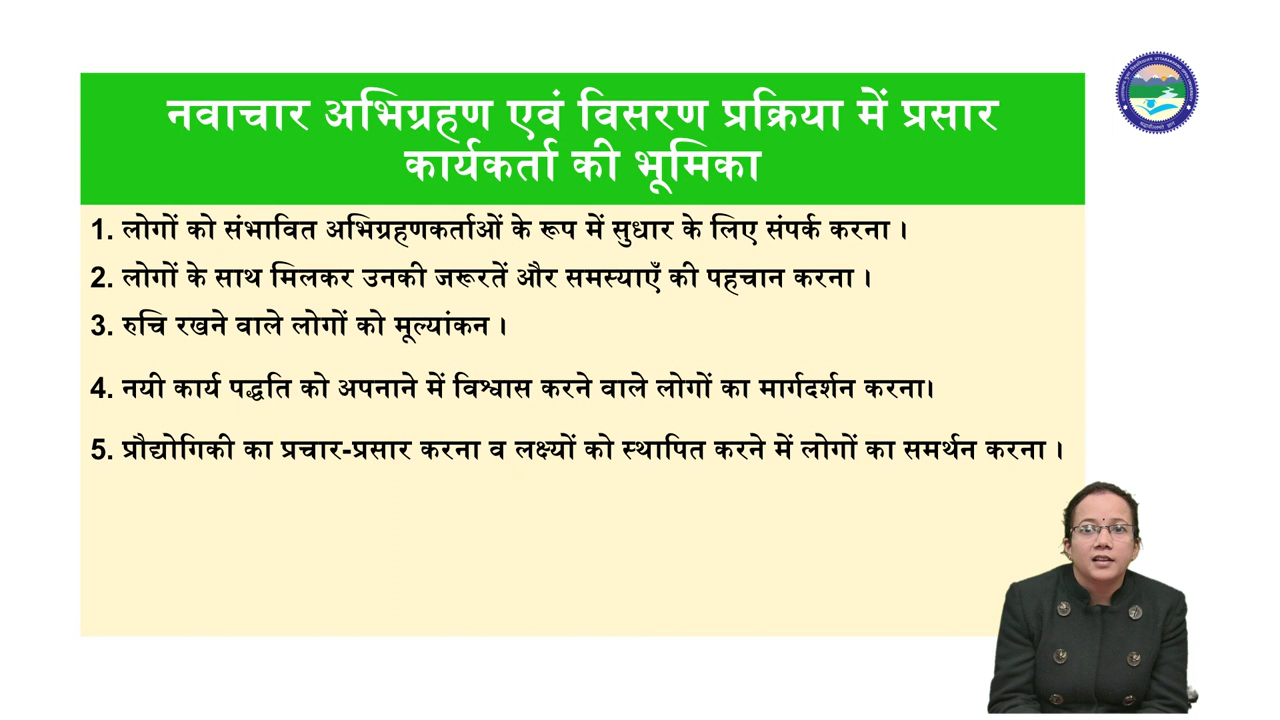 नवाचार अभिग्रहण एवं विसरण प्रक्रिया में प्रसार
कार्यकर्ता की भूमिका
1. लोगों को संभावित अभिग्रहणकर्ताओं के रूप में सुधार के लिए संपर्क करना ।
2. लोगों के साथ मिलकर उनकी जरूरतें और समस्याएँ की पहचान करना ।
3. रुचि रखने वाले लोगों को मूल्यांकन ।
4. नयी कार्य पद्धति को अपनाने में विश्वास करने वाले लोगों का मार्गदर्शन करना।
5. प्रौद्योगिकी का प्रचार-प्रसार करना व लक्ष्यों को स्थापित करने में लोगों का समर्थन करना ।